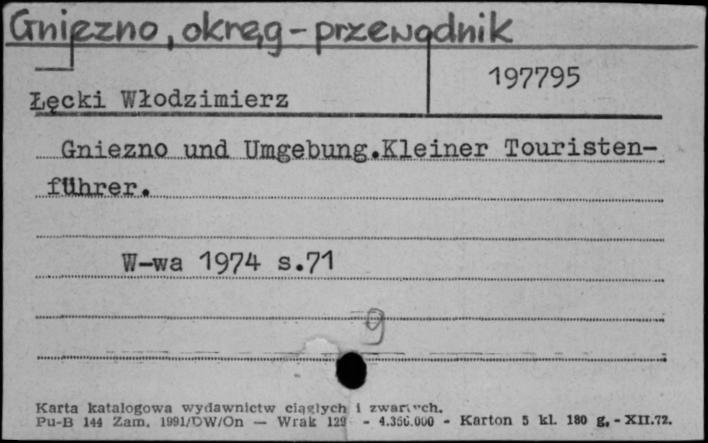 Gniezno, okręg - przewodnik
197795
Łęcki Włodzimierz
Gniezno und Umgebung.Kleiner Touristen-
führer.
W-wa 1974 s.71
g
Karta katalogowa wydawnictw ciągłych i zwartych.
Pu-B 144 Zam. 1991/DW/On — Wrak 129 - 4.350.000 - Karton 5 kl. 180 g. - XII.72.